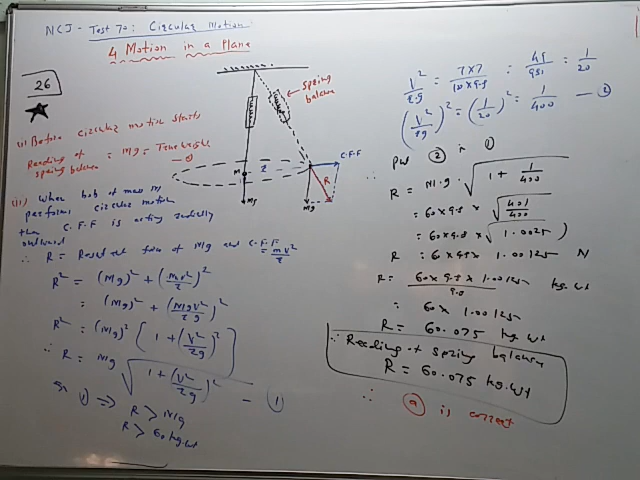 NCJ - Test 70: Circular Motion
4 Motion in a Plane
26
spring balance
(i) Before circular motion starts
Reading of spring balance = Mg = True weight
(ii) When bob of mass M
performs circular motion
then C.F.F is acting radially
outward
∴ R = Resultant force of Mg and C.F.F = mv²/r
R² = (Mg)² + (mv²/r)²
= (Mg)² + (Mgv²/rg)²
R² = (Mg)² [1 + (v²/rg)²]
∴ R = Mg √(1 + (v²/rg)²) — ①
① ⇒ R > Mg
R > 60 kg.wt
M
r
Mg
C.F.F
R
Mg
v²/rg = 7×7/10×9.8 = 49/98 = 1/20
(v²/rg)² = (1/20)² = 1/400 — ②
∴ Put ② in ①
R = M.g. √(1 + 1/400)
= 60×9.8 × √(401/400)
= 60×9.8 × √(1.0025)
R = 60×9.8 × 1.00125 N
R = 60×9.8×1.00125/9.8 kg.wt
= 60× 1.00125
R = 60.075 kg.wt
∴ Reading of spring balance
R = 60.075 kg.wt
∴ (a) is correct